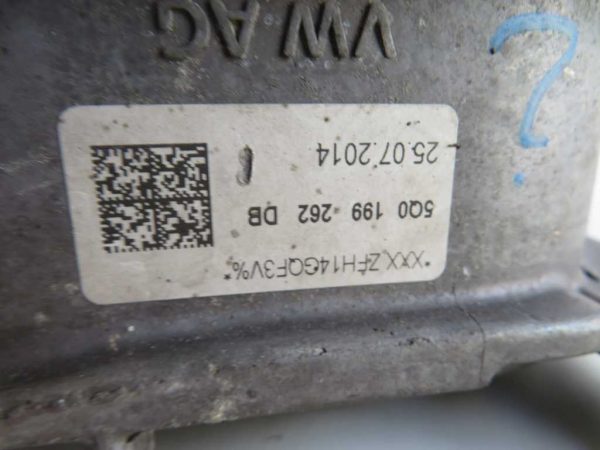 *XXX.ZFH14GQF3V%*
5Q0 199 262 DB
25.07.2014
VW AG
?